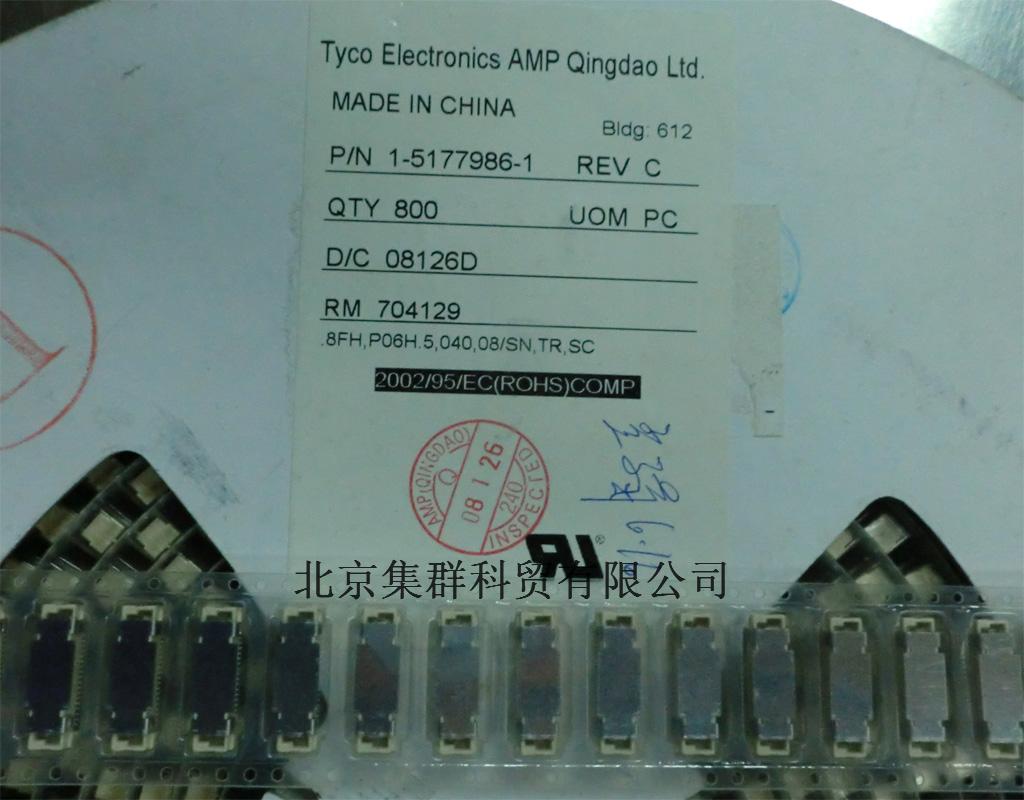 Tyco Electronics AMP Qingdao Ltd.
MADE IN CHINA
Bldg: 612
P/N 1-5177986-1 REV C
QTY 800 UOM PC
D/C 08126D
RM 704129
.8FH,P06H.5,040,08/SN,TR,SC
2002/95/EC(ROHS)COMP
AMP(QINGDAO)
Q
08 1 26
240
INSPECTED
®
北京集群科贸有限公司